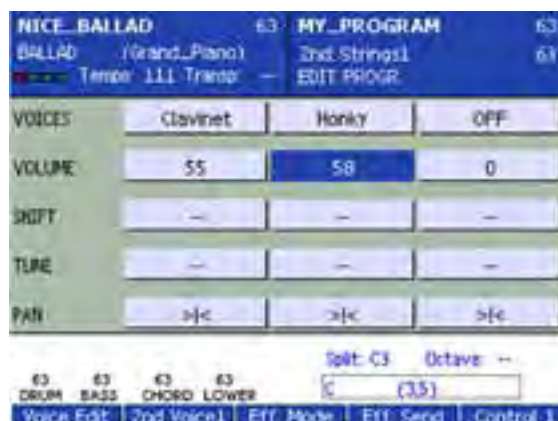 NICE_BALLAD 63 MY_PROGRAM 63
BALLAD (Grand_Piano) 2nd Strings1 63
Tempo 111 Transp: -- EDIT PROGR.
VOICES Clavinet Honky OFF
VOLUME 55 58 0
SHIFT -- -- --
TUNE -- -- --
PAN >|< >|< >|<
Split: C3 Octave: --
63 63 63 63
DRUM BASS CHORD LOWER C (35)
Voice Edit 2nd Voice1 Eff Mode Eff Send Control 1